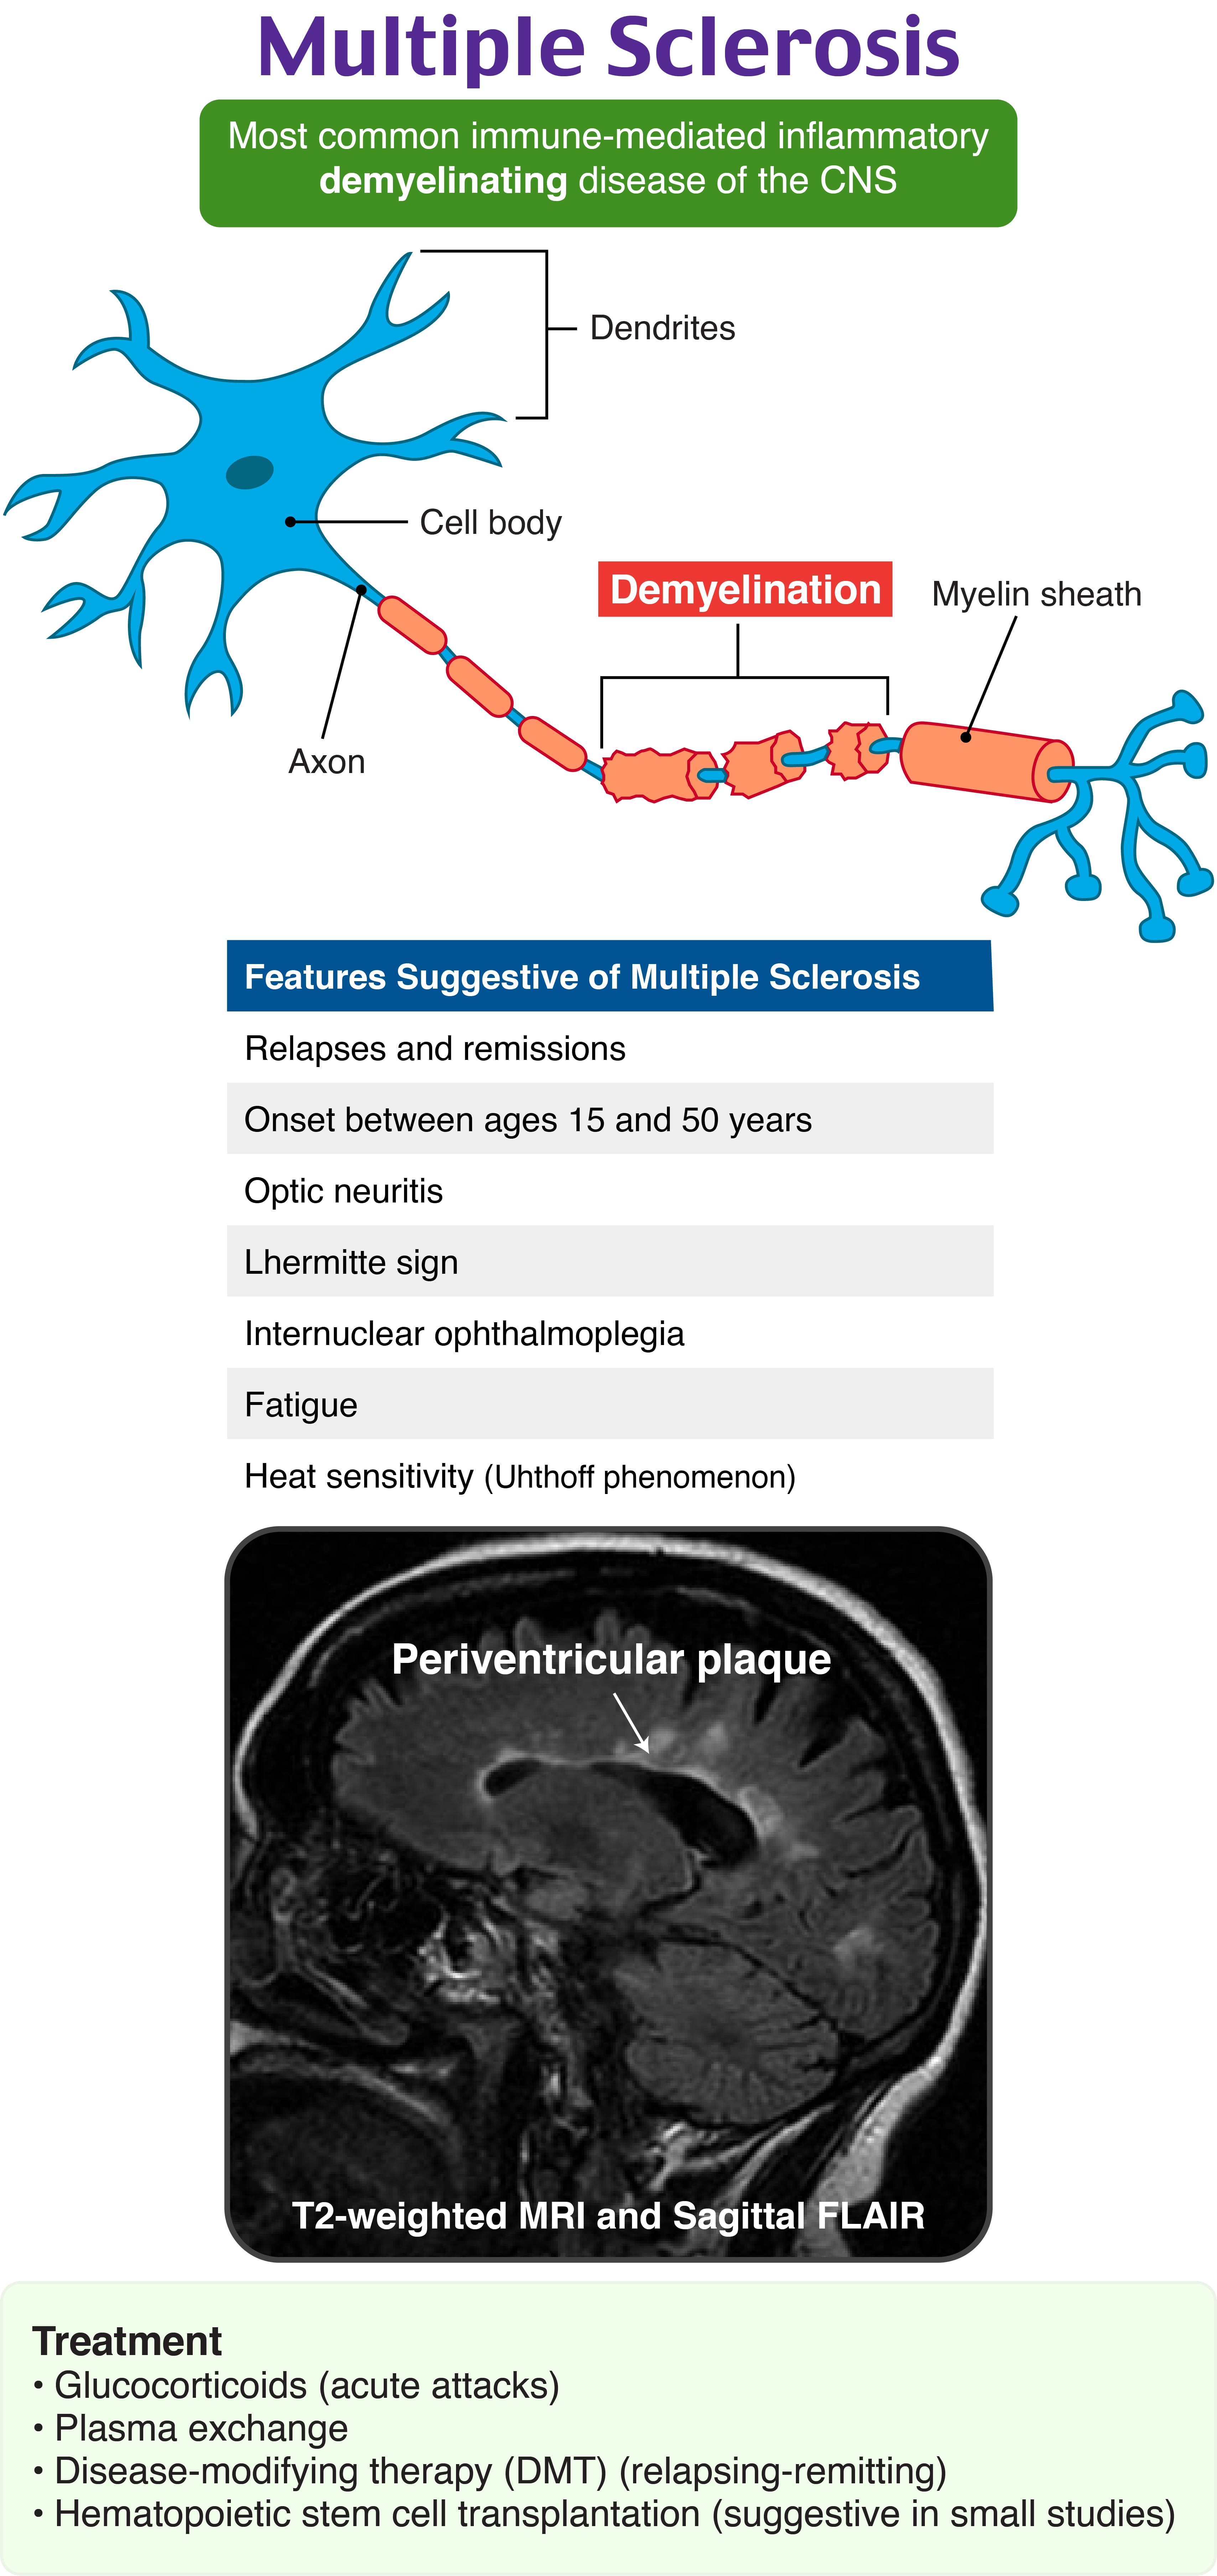 Multiple Sclerosis
Most common immune-mediated inflammatory
demyelinating disease of the CNS
Dendrites
Cell body
Demyelination
Myelin sheath
Axon
Features Suggestive of Multiple Sclerosis
Relapses and remissions
Onset between ages 15 and 50 years
Optic neuritis
Lhermitte sign
Internuclear ophthalmoplegia
Fatigue
Heat sensitivity (Uhthoff phenomenon)
Periventricular plaque
T2-weighted MRI and Sagittal FLAIR
Treatment
• Glucocorticoids (acute attacks)
• Plasma exchange
• Disease-modifying therapy (DMT) (relapsing-remitting)
• Hematopoietic stem cell transplantation (suggestive in small studies)